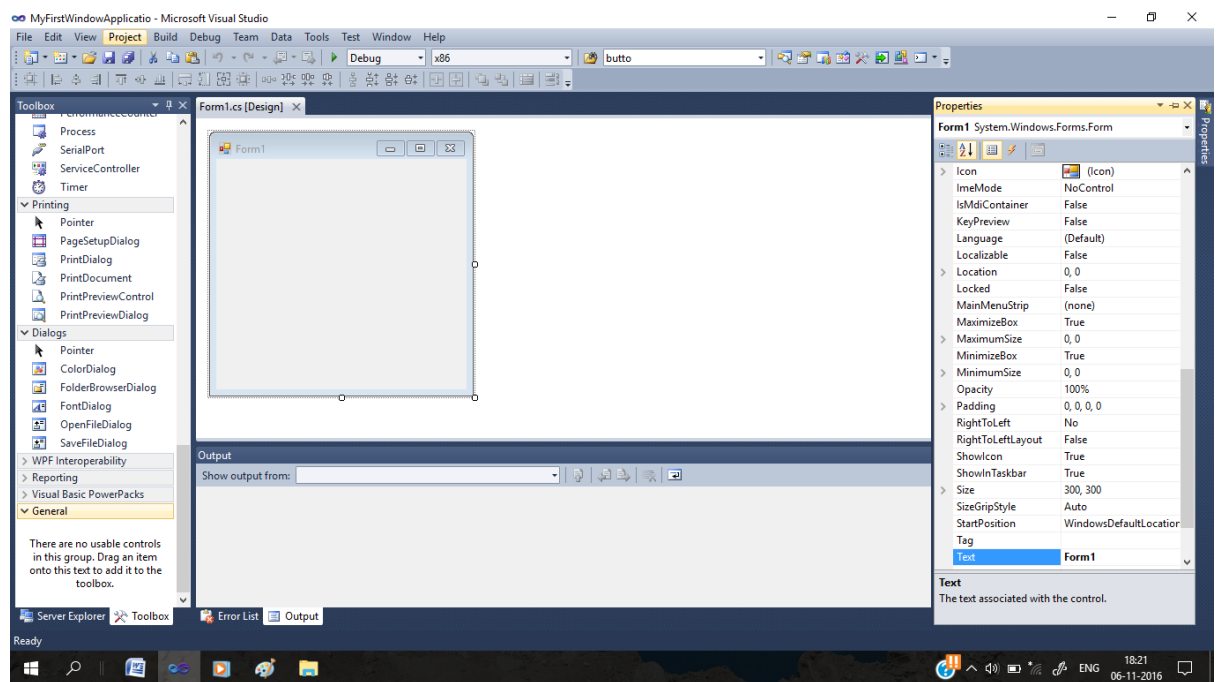 MyFirstWindowApplicatio - Microsoft Visual Studio
File Edit View Project Build Debug Team Data Tools Test Window Help
Debug x86 butto
Toolbox
PerformanceCounter
Process
SerialPort
ServiceController
Timer
Printing
Pointer
PageSetupDialog
PrintDialog
PrintDocument
PrintPreviewControl
PrintPreviewDialog
Dialogs
Pointer
ColorDialog
FolderBrowserDialog
FontDialog
OpenFileDialog
SaveFileDialog
WPF Interoperability
Reporting
Visual Basic PowerPacks
General
There are no usable controls
in this group. Drag an item
onto this text to add it to the
toolbox.
Server Explorer Toolbox
Form1.cs [Design]
Form1
Output
Show output from:
Error List Output
Properties
Form1 System.Windows.Forms.Form
Icon (Icon)
ImeMode NoControl
IsMdiContainer False
KeyPreview False
Language (Default)
Localizable False
Location 0, 0
Locked False
MainMenuStrip (none)
MaximizeBox True
MaximumSize 0, 0
MinimizeBox True
MinimumSize 0, 0
Opacity 100%
Padding 0, 0, 0, 0
RightToLeft No
RightToLeftLayout False
ShowIcon True
ShowInTaskbar True
Size 300, 300
SizeGripStyle Auto
StartPosition WindowsDefaultLocation
Tag
Text Form1
Text
The text associated with the control.
Properties
Ready
ENG
18:21
06-11-2016